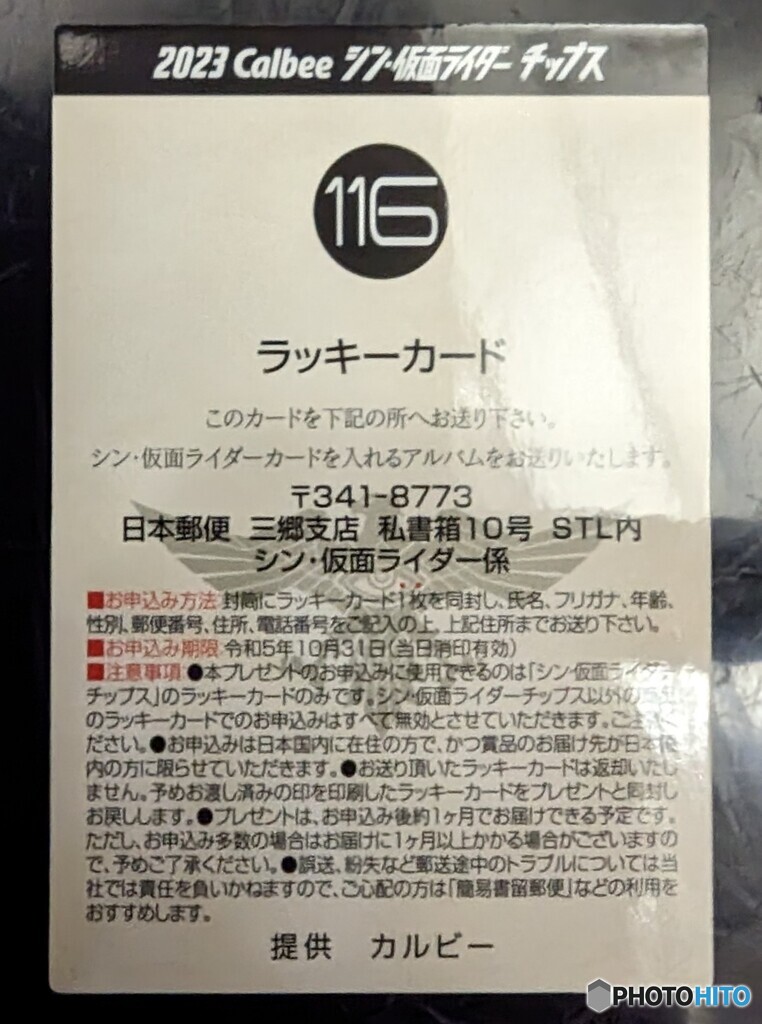 2023 Calbee シン・仮面ライダー チップス
116
ラッキーカード
このカードを下記の所へお送り下さい。
シン・仮面ライダーカードを入れるアルバムをお送りいたします。
〒341-8773
日本郵便 三郷支店 私書箱10号 STL内
シン・仮面ライダー係
■お申込み方法:封筒にラッキーカード1枚を同封し、氏名、フリガナ、年齢、
性別、郵便番号、住所、電話番号をご記入の上、上記住所までお送り下さい。
■お申込み期限:令和5年10月31日(当日消印有効)
■注意事項:●本プレゼントのお申込みに使用できるのは「シン・仮面ライダー
チップス」のラッキーカードのみです。シン・仮面ライダーチップス以外の
のラッキーカードでのお申込みはすべて無効とさせていただきます。ご注意く
ださい。●お申込みは日本国内に在住の方で、かつ賞品のお届け先が日本国
内の方に限らせていただきます。●お送り頂いたラッキーカードは返却いたし
ません。予めお渡し済みの印を印刷したラッキーカードをプレゼントと同封し
お戻しします。●プレゼントは、お申込み後約1ヶ月でお届けできる予定です。
ただし、お申込み多数の場合はお届けに1ヶ月以上かかる場合がございますの
で、予めご了承ください。●誤送、紛失など郵送途中のトラブルについては当
社では責任を負いかねますので、ご心配の方は「簡易書留郵便」などの利用を
おすすめします。
提供 カルビー
PHOTOHITO